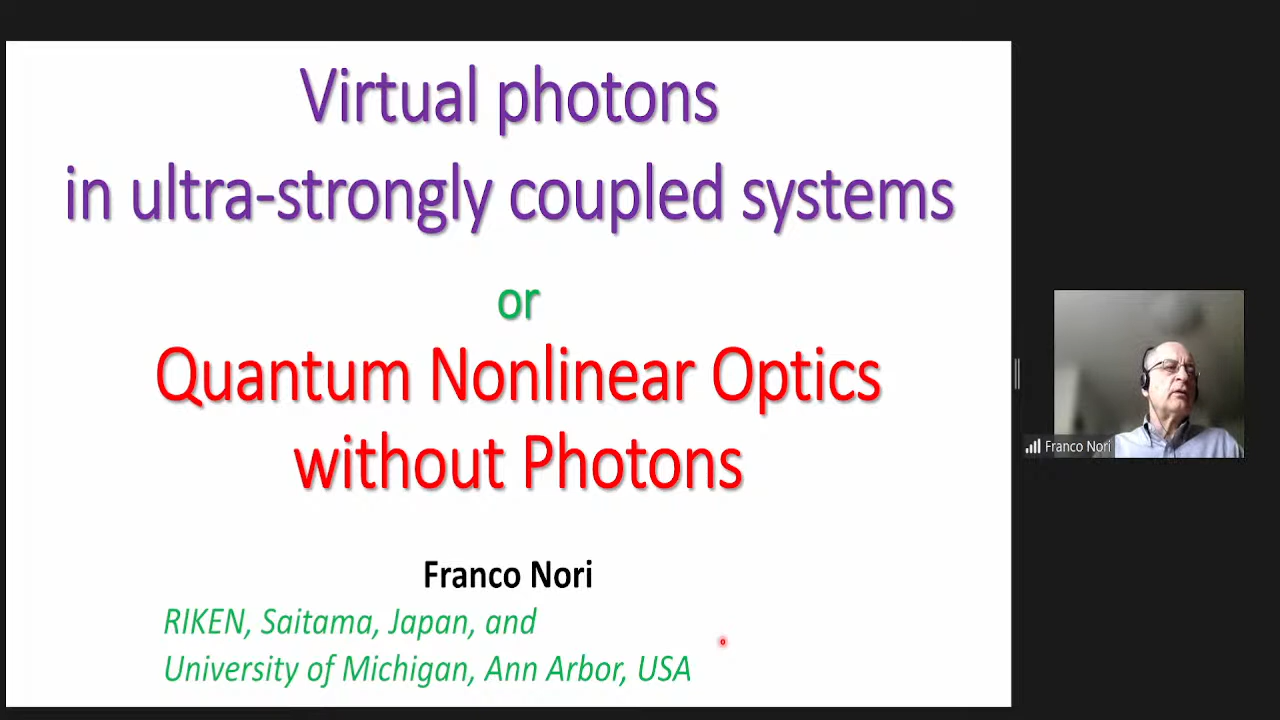 Virtual photons
in ultra-strongly coupled systems
or
Quantum Nonlinear Optics
without Photons
Franco Nori
RIKEN, Saitama, Japan, and
University of Michigan, Ann Arbor, USA
Franco Nori